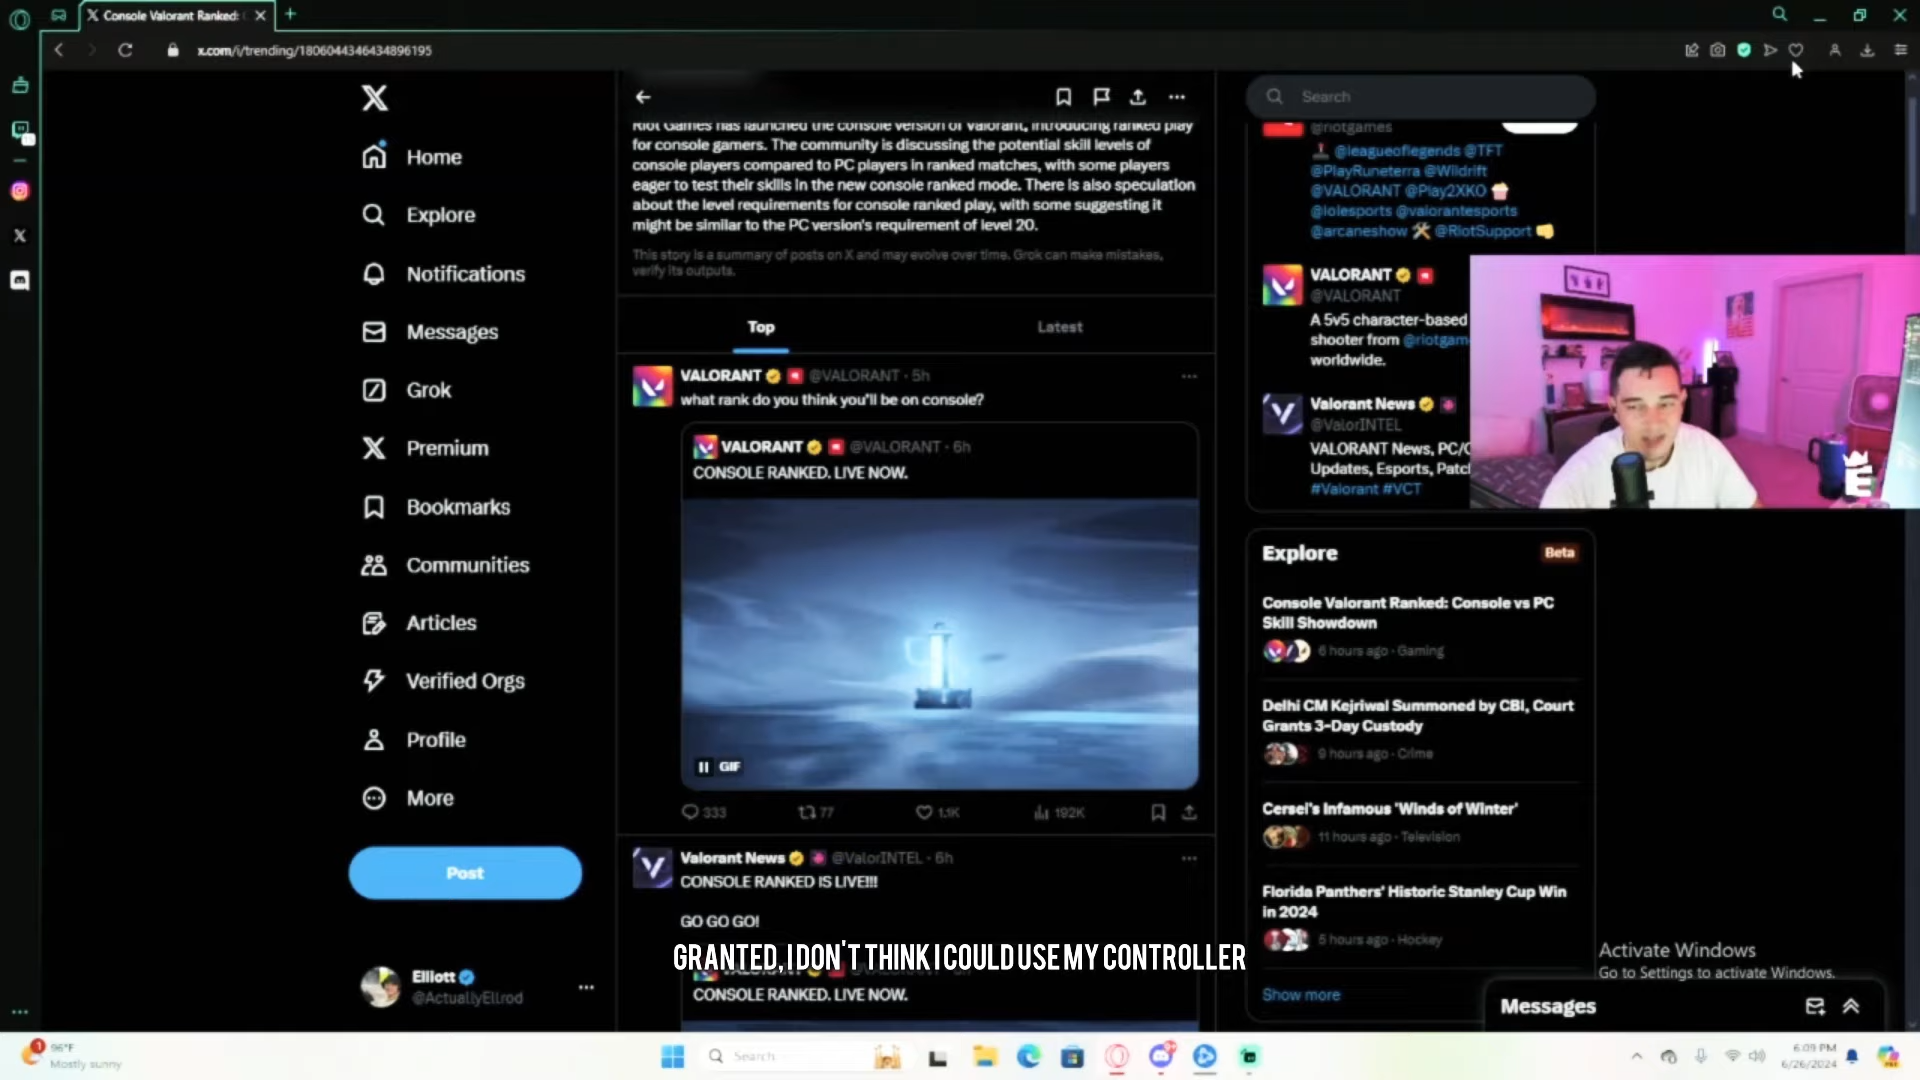 Console Valorant Ranked:
x.com/i/trending/1806044346434896195
Home
Explore
Notifications
Messages
Grok
Premium
Bookmarks
Communities
Articles
Verified Orgs
Profile
More
Post
Elliott
@ActuallyEllrod
Riot Games has launched the console version of Valorant, introducing ranked play
for console gamers. The community is discussing the potential skill levels of
console players compared to PC players in ranked matches, with some players
eager to test their skills in the new console ranked mode. There is also speculation
about the level requirements for console ranked play, with some suggesting it
might be similar to the PC version's requirement of level 20.
This story is a summary of posts on X and may evolve over time. Grok can make mistakes,
verify its outputs.
Top
Latest
VALORANT @VALORANT · 5h
what rank do you think you'll be on console?
VALORANT @VALORANT · 6h
CONSOLE RANKED. LIVE NOW.
GIF
333
77
1.1K
192K
Valorant News @ValorINTEL · 6h
CONSOLE RANKED IS LIVE!!!
GO GO GO!
GRANTED, I DON'T THINK I COULD USE MY CONTROLLER
CONSOLE RANKED. LIVE NOW.
Search
@riotgames
@leagueoflegends @TFT
@PlayRuneterra @Wildrift
@VALORANT @Play2XKO
@lolesports @valorantesports
@arcaneshow @RiotSupport
VALORANT
@VALORANT
A 5v5 character-based
shooter from @riotgam
worldwide.
Valorant News
@ValorINTEL
VALORANT News, PC/C
Updates, Esports, Patc
#Valorant #VCT
Explore
Beta
Console Valorant Ranked: Console vs PC
Skill Showdown
6 hours ago · Gaming
Delhi CM Kejriwal Summoned by CBI, Court
Grants 3-Day Custody
9 hours ago · Crime
Cersei's Infamous 'Winds of Winter'
11 hours ago · Television
Florida Panthers' Historic Stanley Cup Win
in 2024
5 hours ago · Hockey
Show more
Activate Windows
Go to Settings to activate Windows.
Messages
1
96°F
Mostly sunny
Search
6:09 PM
6/26/2024